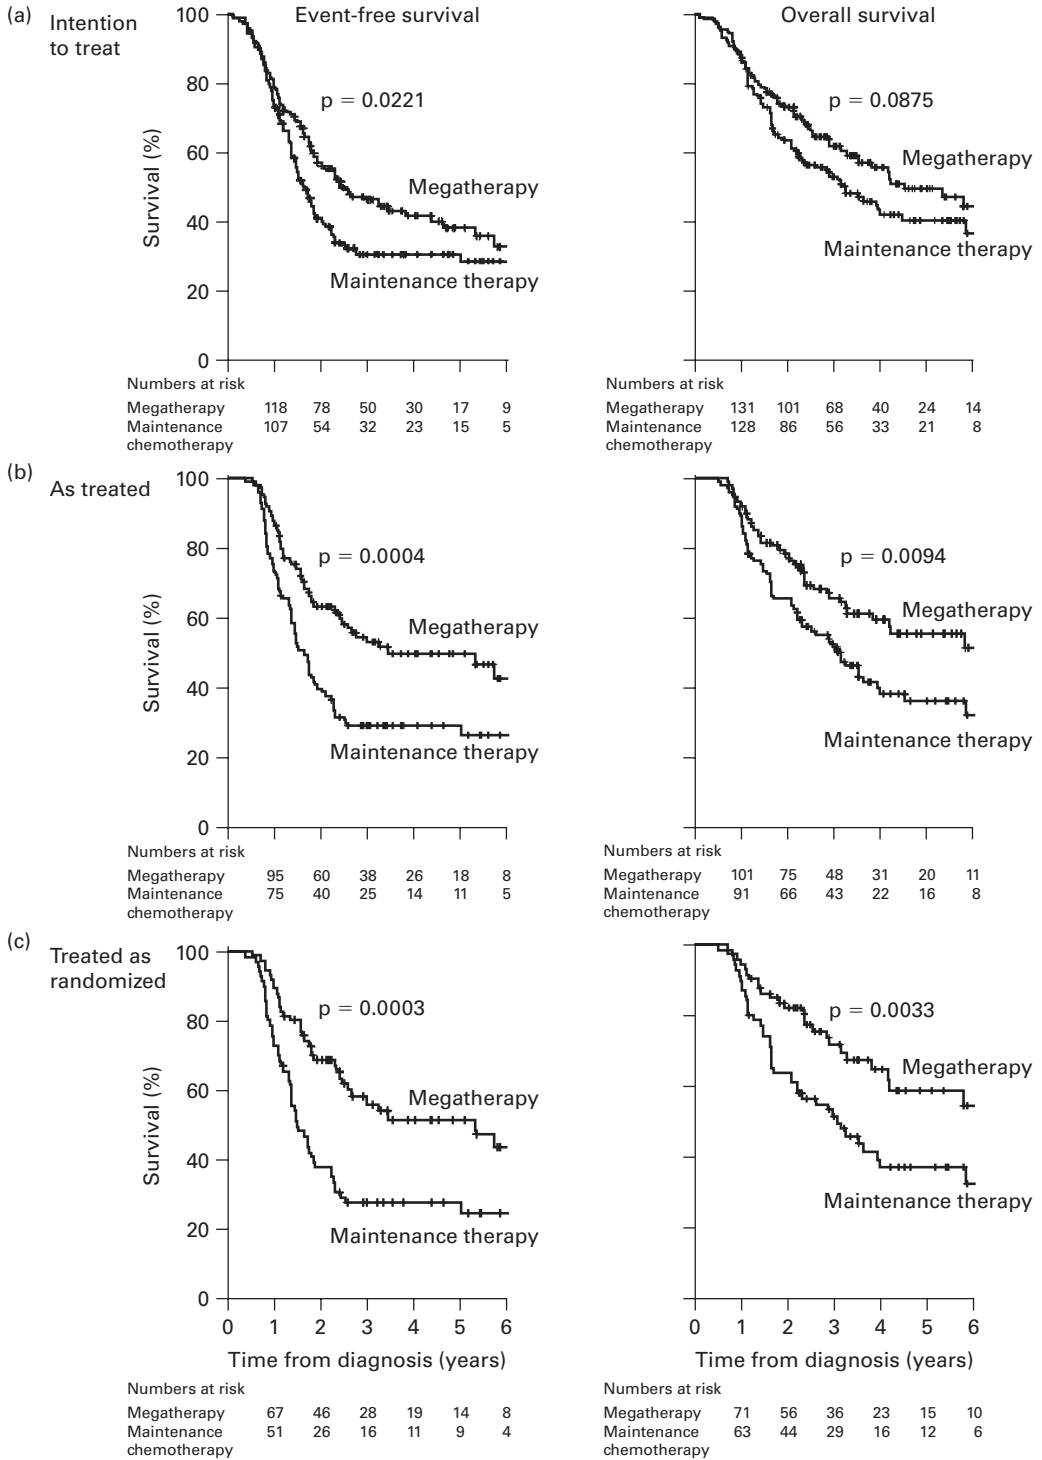 (a) Intention to treat
Event-free survival
Overall survival
Survival (%)
100
80
60
40
20
0
p = 0.0221
Megatherapy
Maintenance therapy
p = 0.0875
Megatherapy
Maintenance therapy
Numbers at risk
Megatherapy 118 78 50 30 17 9
Maintenance 107 54 32 23 15 5
chemotherapy
Numbers at risk
Megatherapy 131 101 68 40 24 14
Maintenance 128 86 56 33 21 8
chemotherapy
(b) As treated
Survival (%)
100
80
60
40
20
0
p = 0.0004
Megatherapy
Maintenance therapy
p = 0.0094
Megatherapy
Maintenance therapy
Numbers at risk
Megatherapy 95 60 38 26 18 8
Maintenance 75 40 25 14 11 5
chemotherapy
Numbers at risk
Megatherapy 101 75 48 31 20 11
Maintenance 91 66 43 22 16 8
chemotherapy
(c) Treated as
randomized
Survival (%)
100
80
60
40
20
0
p = 0.0003
Megatherapy
Maintenance therapy
p = 0.0033
Megatherapy
Maintenance therapy
0 1 2 3 4 5 6
Time from diagnosis (years)
0 1 2 3 4 5 6
Time from diagnosis (years)
Numbers at risk
Megatherapy 67 46 28 19 14 8
Maintenance 51 26 16 11 9 4
chemotherapy
Numbers at risk
Megatherapy 71 56 36 23 15 10
Maintenance 63 44 29 16 12 6
chemotherapy